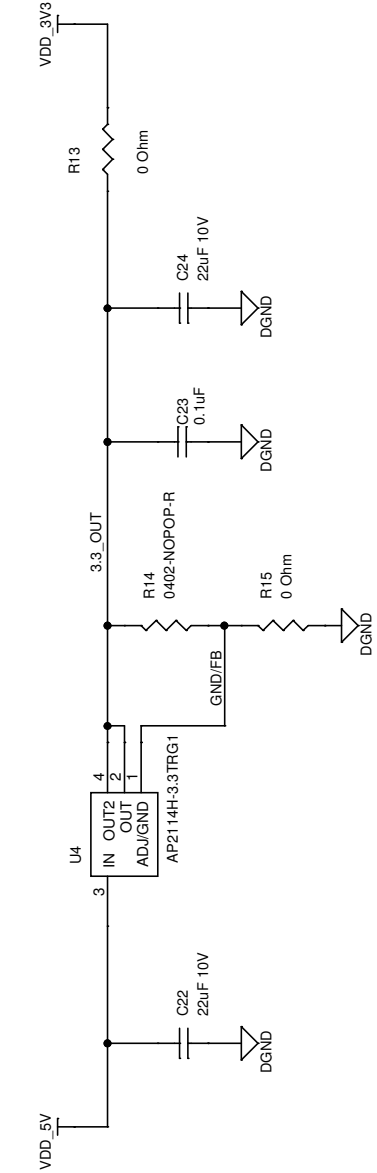 VDD_5V
C22
22uF 10V
DGND
U4
3
IN
OUT2
OUT
ADJ/GND
4
2
1
AP2114H-3.3TRG1
GND/FB
3.3_OUT
R14
0402-NOPOP-R
R15
0 Ohm
DGND
C23
0.1uF
DGND
C24
22uF 10V
DGND
R13
0 Ohm
VDD_3V3